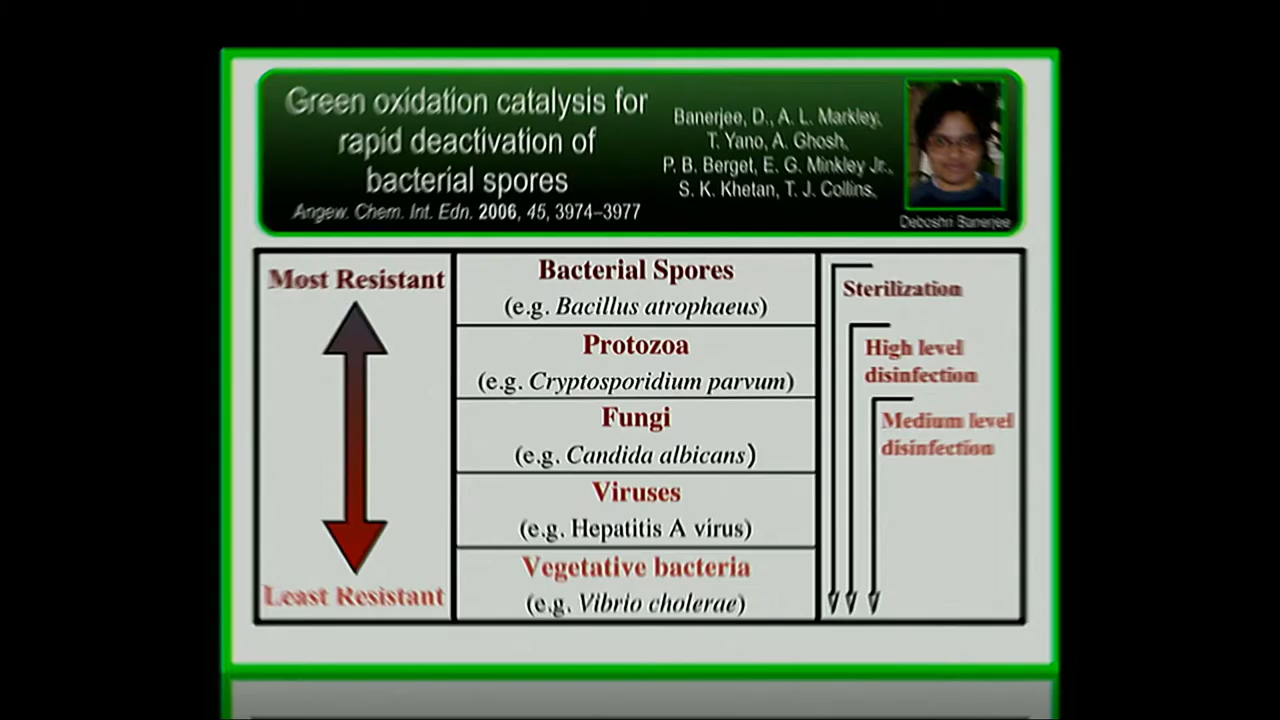 Green oxidation catalysis for
rapid deactivation of
bacterial spores
Angew. Chem. Int. Edn. 2006, 45, 3974–3977
Banerjee, D., A. L. Markley,
T. Yano, A. Ghosh,
P. B. Berget, E. G. Minkley Jr.,
S. K. Khetan, T. J. Collins,
Deboshri Banerjee
Most Resistant
Least Resistant
Bacterial Spores
(e.g. Bacillus atrophaeus)
Protozoa
(e.g. Cryptosporidium parvum)
Fungi
(e.g. Candida albicans)
Viruses
(e.g. Hepatitis A virus)
Vegetative bacteria
(e.g. Vibrio cholerae)
Sterilization
High level
disinfection
Medium level
disinfection